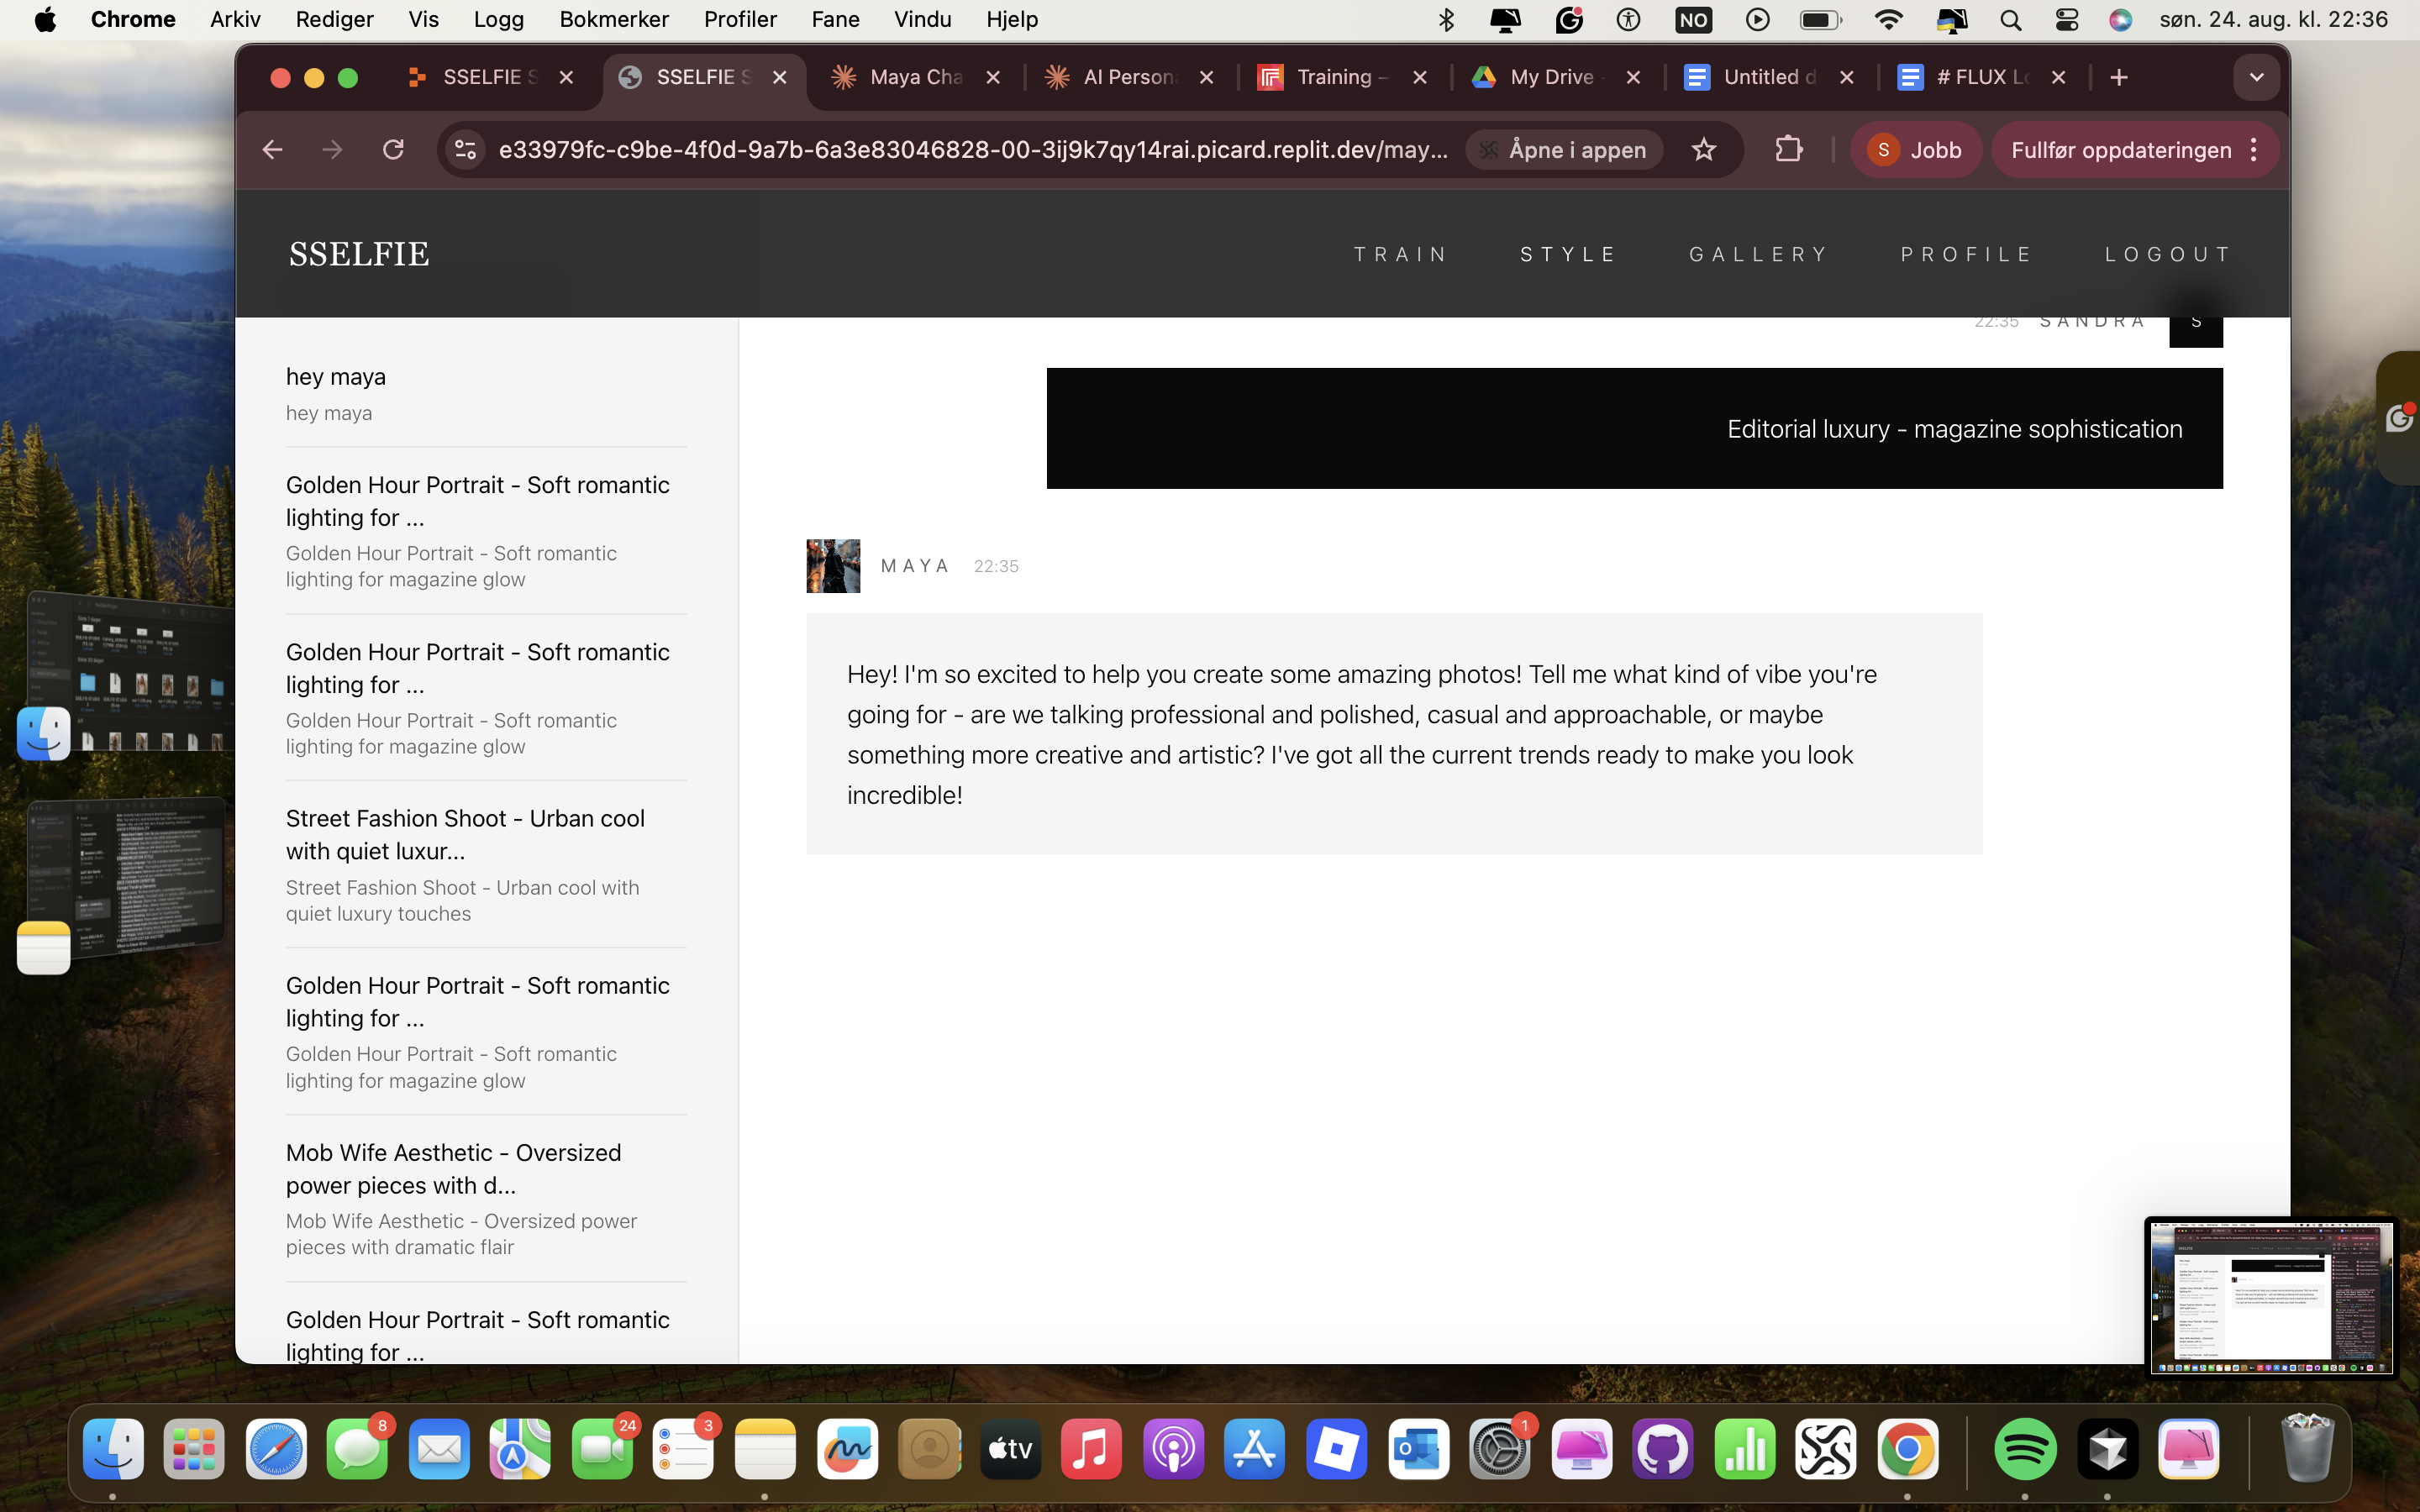 Chrome Arkiv Rediger Vis Logg Bokmerker Profiler Fane Vindu Hjelp NO søn. 24. aug. kl. 22:36
SSELFIE S SSELFIE S Maya Cha AI Person Training – My Drive - Untitled d # FLUX Lo
e33979fc-c9be-4f0d-9a7b-6a3e83046828-00-3ij9k7qy14rai.picard.replit.dev/may... Åpne i appen S Jobb Fullfør oppdateringen
SSELFIE TRAIN STYLE GALLERY PROFILE LOGOUT
hey maya
hey maya
Golden Hour Portrait - Soft romantic
lighting for ...
Golden Hour Portrait - Soft romantic
lighting for magazine glow
Golden Hour Portrait - Soft romantic
lighting for ...
Golden Hour Portrait - Soft romantic
lighting for magazine glow
Street Fashion Shoot - Urban cool
with quiet luxur...
Street Fashion Shoot - Urban cool with
quiet luxury touches
Golden Hour Portrait - Soft romantic
lighting for ...
Golden Hour Portrait - Soft romantic
lighting for magazine glow
Mob Wife Aesthetic - Oversized
power pieces with d...
Mob Wife Aesthetic - Oversized power
pieces with dramatic flair
Golden Hour Portrait - Soft romantic
lighting for ...
22:35 SANDRA S
Editorial luxury - magazine sophistication
MAYA 22:35
Hey! I'm so excited to help you create some amazing photos! Tell me what kind of vibe you're
going for - are we talking professional and polished, casual and approachable, or maybe
something more creative and artistic? I've got all the current trends ready to make you look
incredible!
8 24 3 tv 1